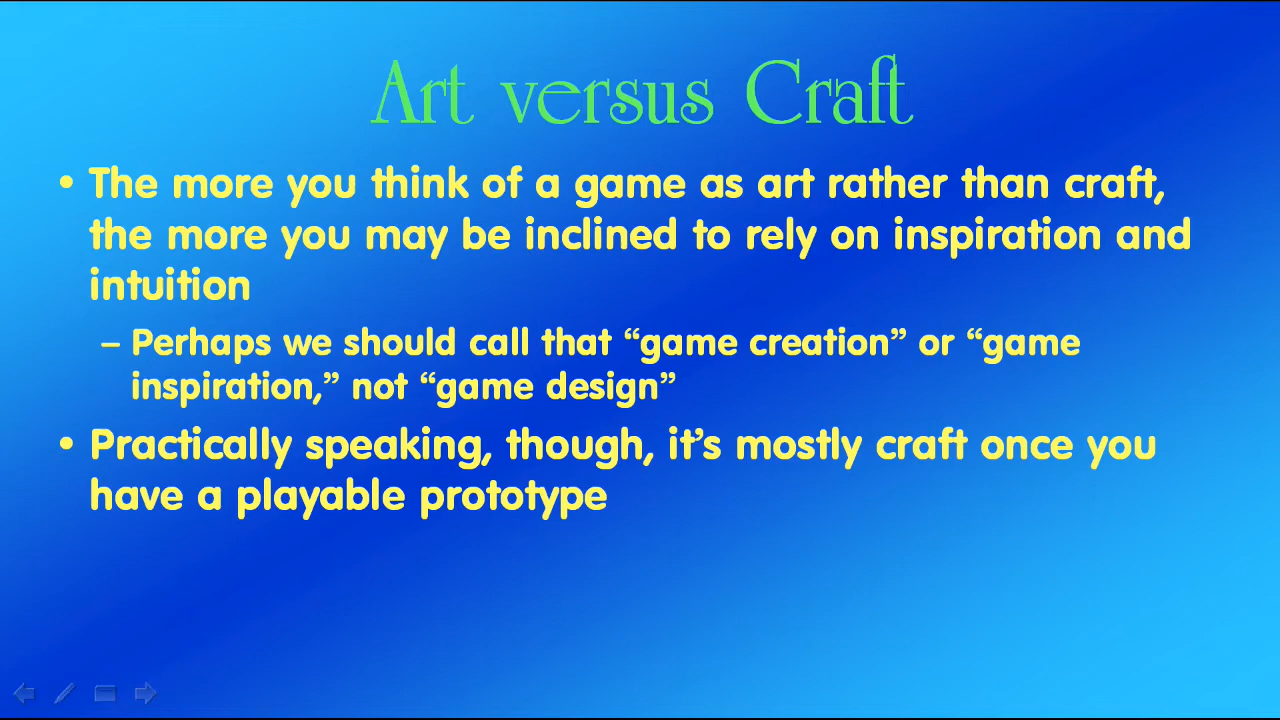 Art versus Craft
• The more you think of a game as art rather than craft,
the more you may be inclined to rely on inspiration and
intuition
– Perhaps we should call that “game creation” or “game
inspiration,” not “game design”
• Practically speaking, though, it’s mostly craft once you
have a playable prototype